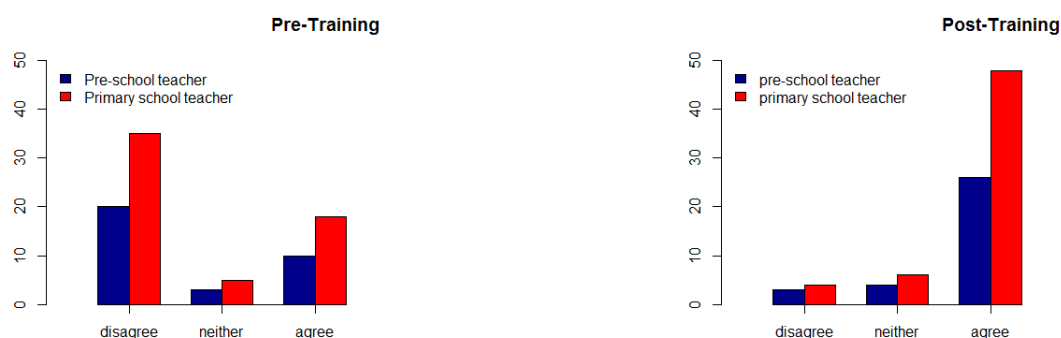 Pre-Training
50
40
30
20
10
0
Pre-school teacher
Primary school teacher
disagree neither agree
Post-Training
50
40
30
20
10
0
pre-school teacher
primary school teacher
disagree neither agree